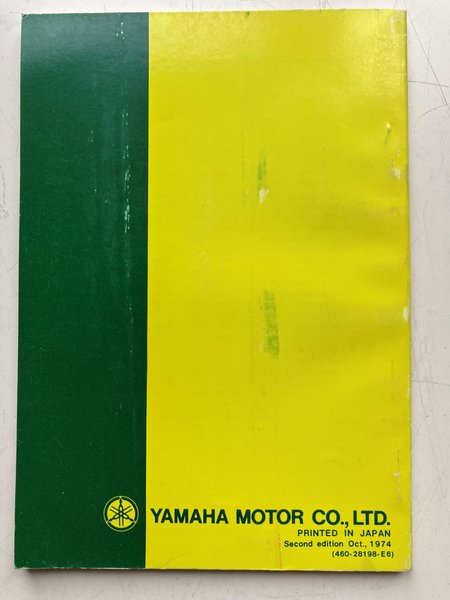 YAMAHA MOTOR CO., LTD.
PRINTED IN JAPAN
Second edition Oct., 1974
(460-28198-E6)